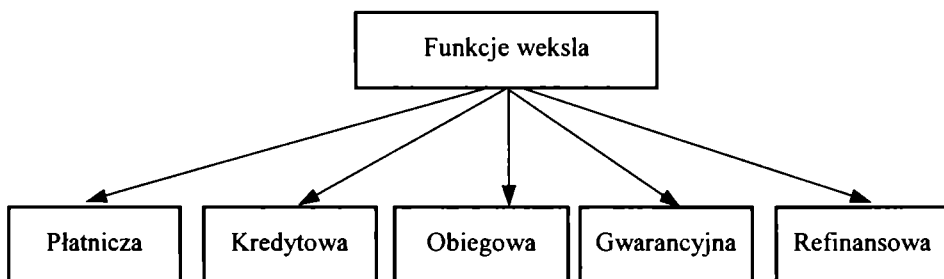 Funkcje weksla
Płatnicza
Kredytowa
Obiegowa
Gwarancyjna
Refinansowa